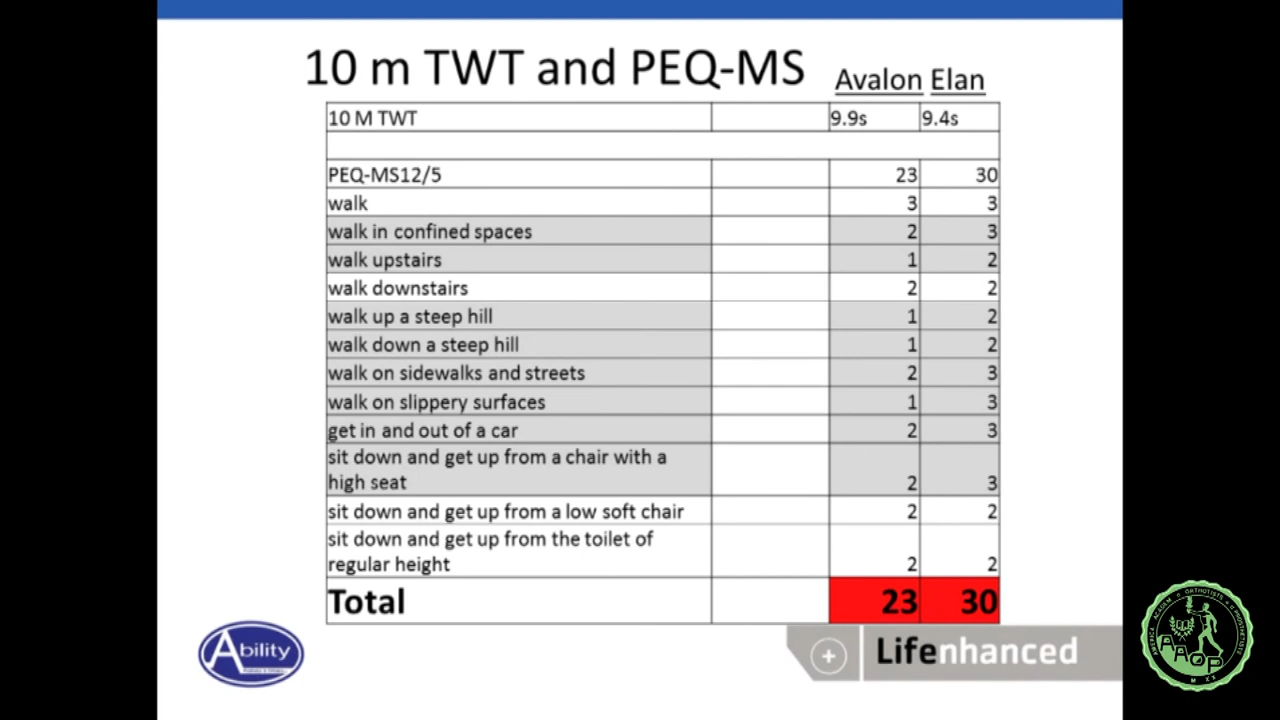 10 m TWT and PEQ-MS Avalon Elan
10 M TWT 9.9s 9.4s
PEQ-MS12/5 23 30
walk 3 3
walk in confined spaces 2 3
walk upstairs 1 2
walk downstairs 2 2
walk up a steep hill 1 2
walk down a steep hill 1 2
walk on sidewalks and streets 2 3
walk on slippery surfaces 1 3
get in and out of a car 2 3
sit down and get up from a chair with a
high seat 2 3
sit down and get up from a low soft chair 2 2
sit down and get up from the toilet of
regular height 2 2
Total 23 30
Ability
Lifenhanced
AAOP
M XX